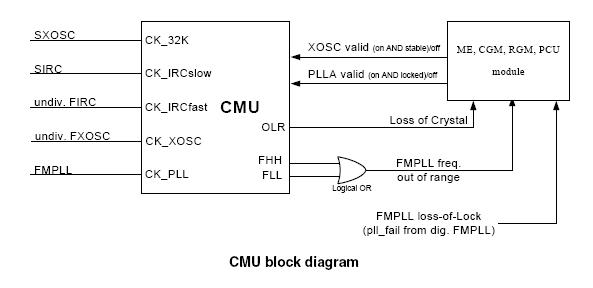 SXOSC
CK_32K
SIRC
CK_IRCslow
undiv. FIRC
CK_IRCfast
CMU
undiv. FXOSC
CK_XOSC
FMPLL
CK_PLL
OLR
FHH
FLL
XOSC valid (on AND stable)/off
PLLA valid (on AND locked)/off
ME, CGM, RGM, PCU
module
Loss of Crystal
Logical OR
FMPLL freq.
out of range
FMPLL loss-of-Lock
(pll_fail from dig. FMPLL)
CMU block diagram